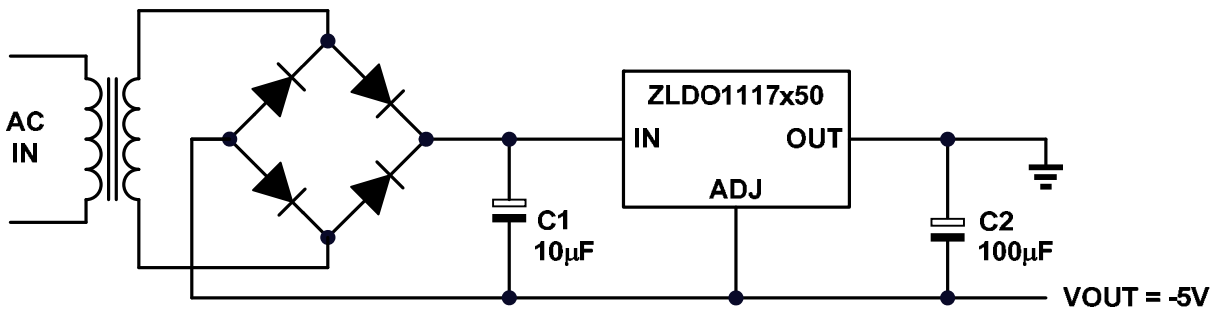 AC
IN
ZLDO1117x50
IN
OUT
ADJ
C1
10µF
C2
100µF
VOUT = -5V